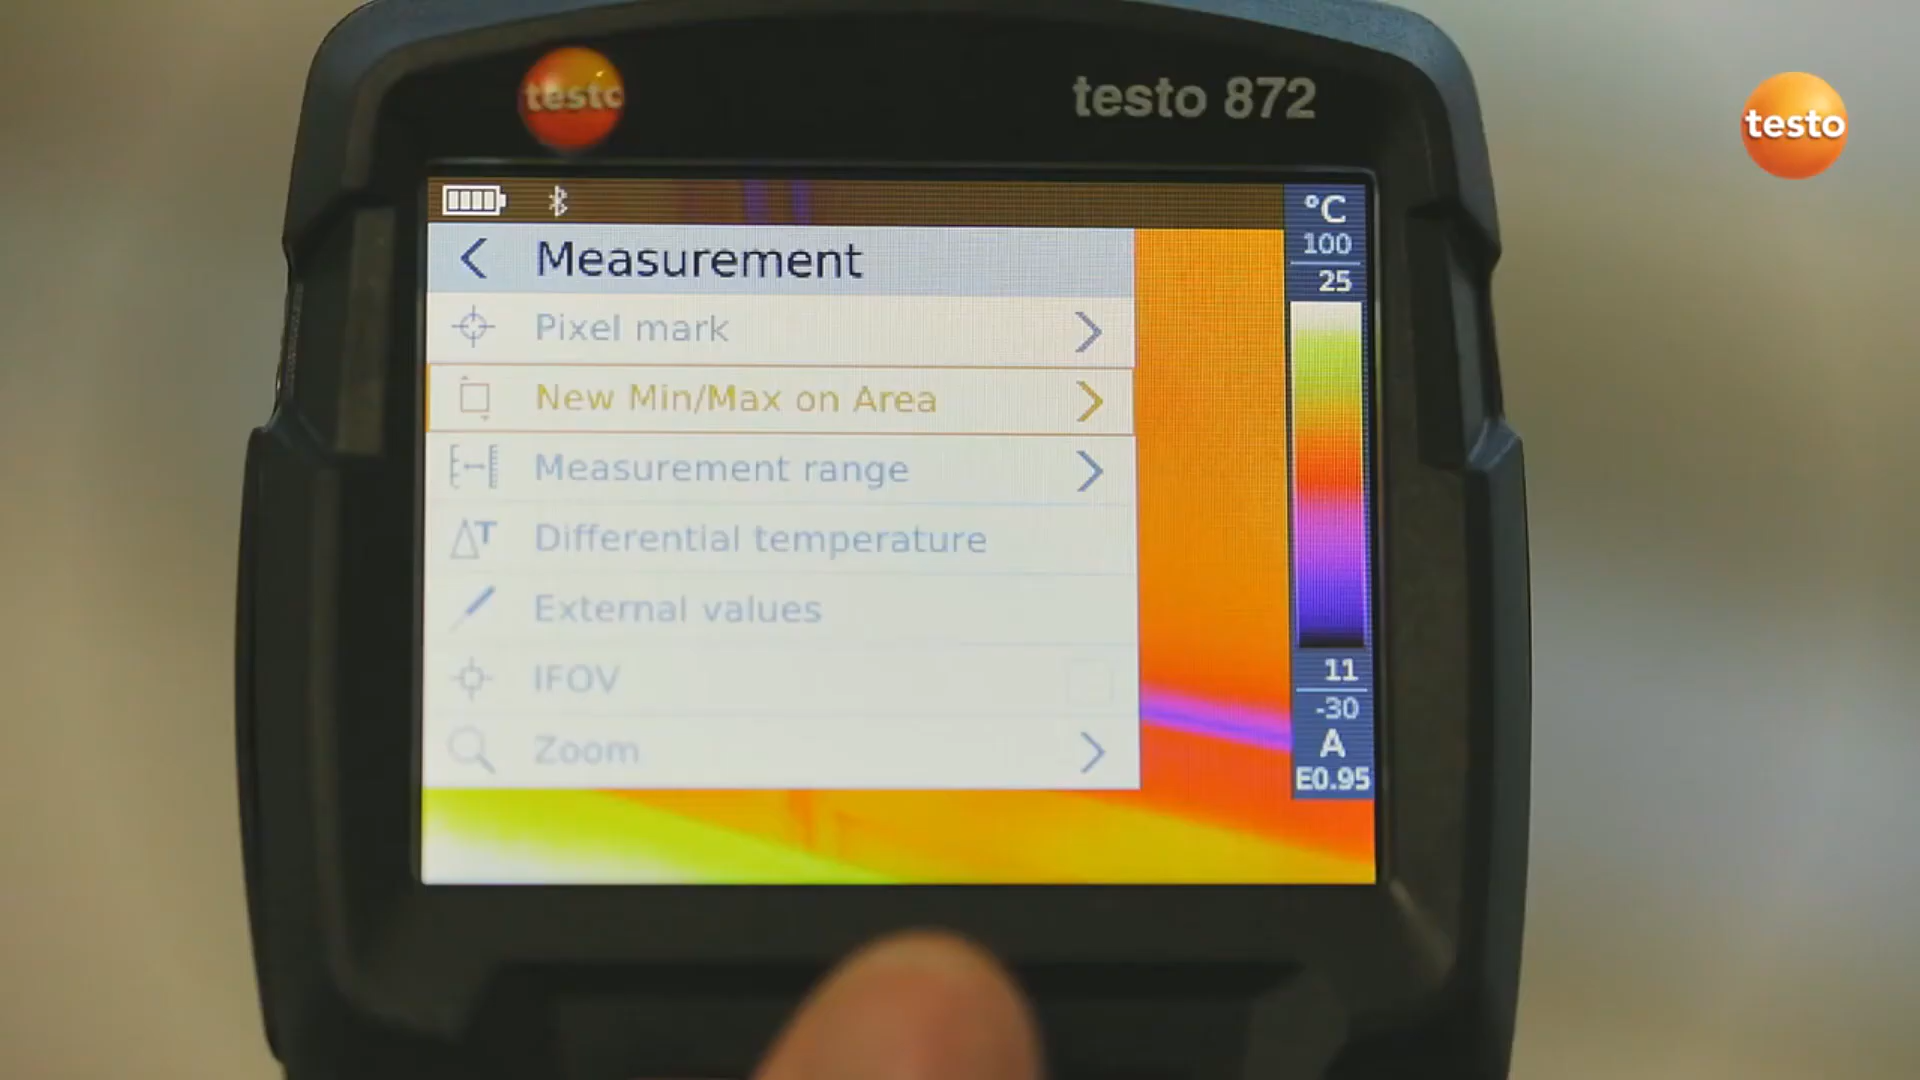 testo
testo 872
testo
°C
100
25
Measurement
Pixel mark
New Min/Max on Area
Measurement range
ΔT Differential temperature
External values
IFOV
Zoom
11
-30
A
E0.95